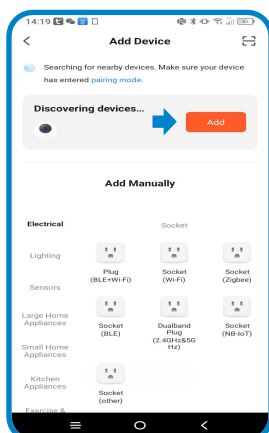 14:19
Add Device
Searching for nearby devices. Make sure your device
has entered pairing mode.
Discovering devices...
Add
Add Manually
Electrical
Socket
Lighting
Plug
(BLE+Wi-Fi)
Socket
(Wi-Fi)
Socket
(Zigbee)
Sensors
Large Home
Appliances
Socket
(BLE)
Dualband
Plug
(2.4GHz&5G
Hz)
Socket
(NB-IoT)
Small Home
Appliances
Kitchen
Appliances
Socket
(other)
Exercise &